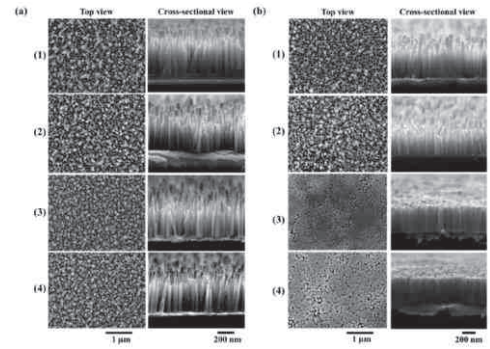 (a) Top view Cross-sectional view
(1)
(2)
(3)
(4)
1 μm 200 nm
(b) Top view Cross-sectional view
(1)
(2)
(3)
(4)
1 μm 200 nm